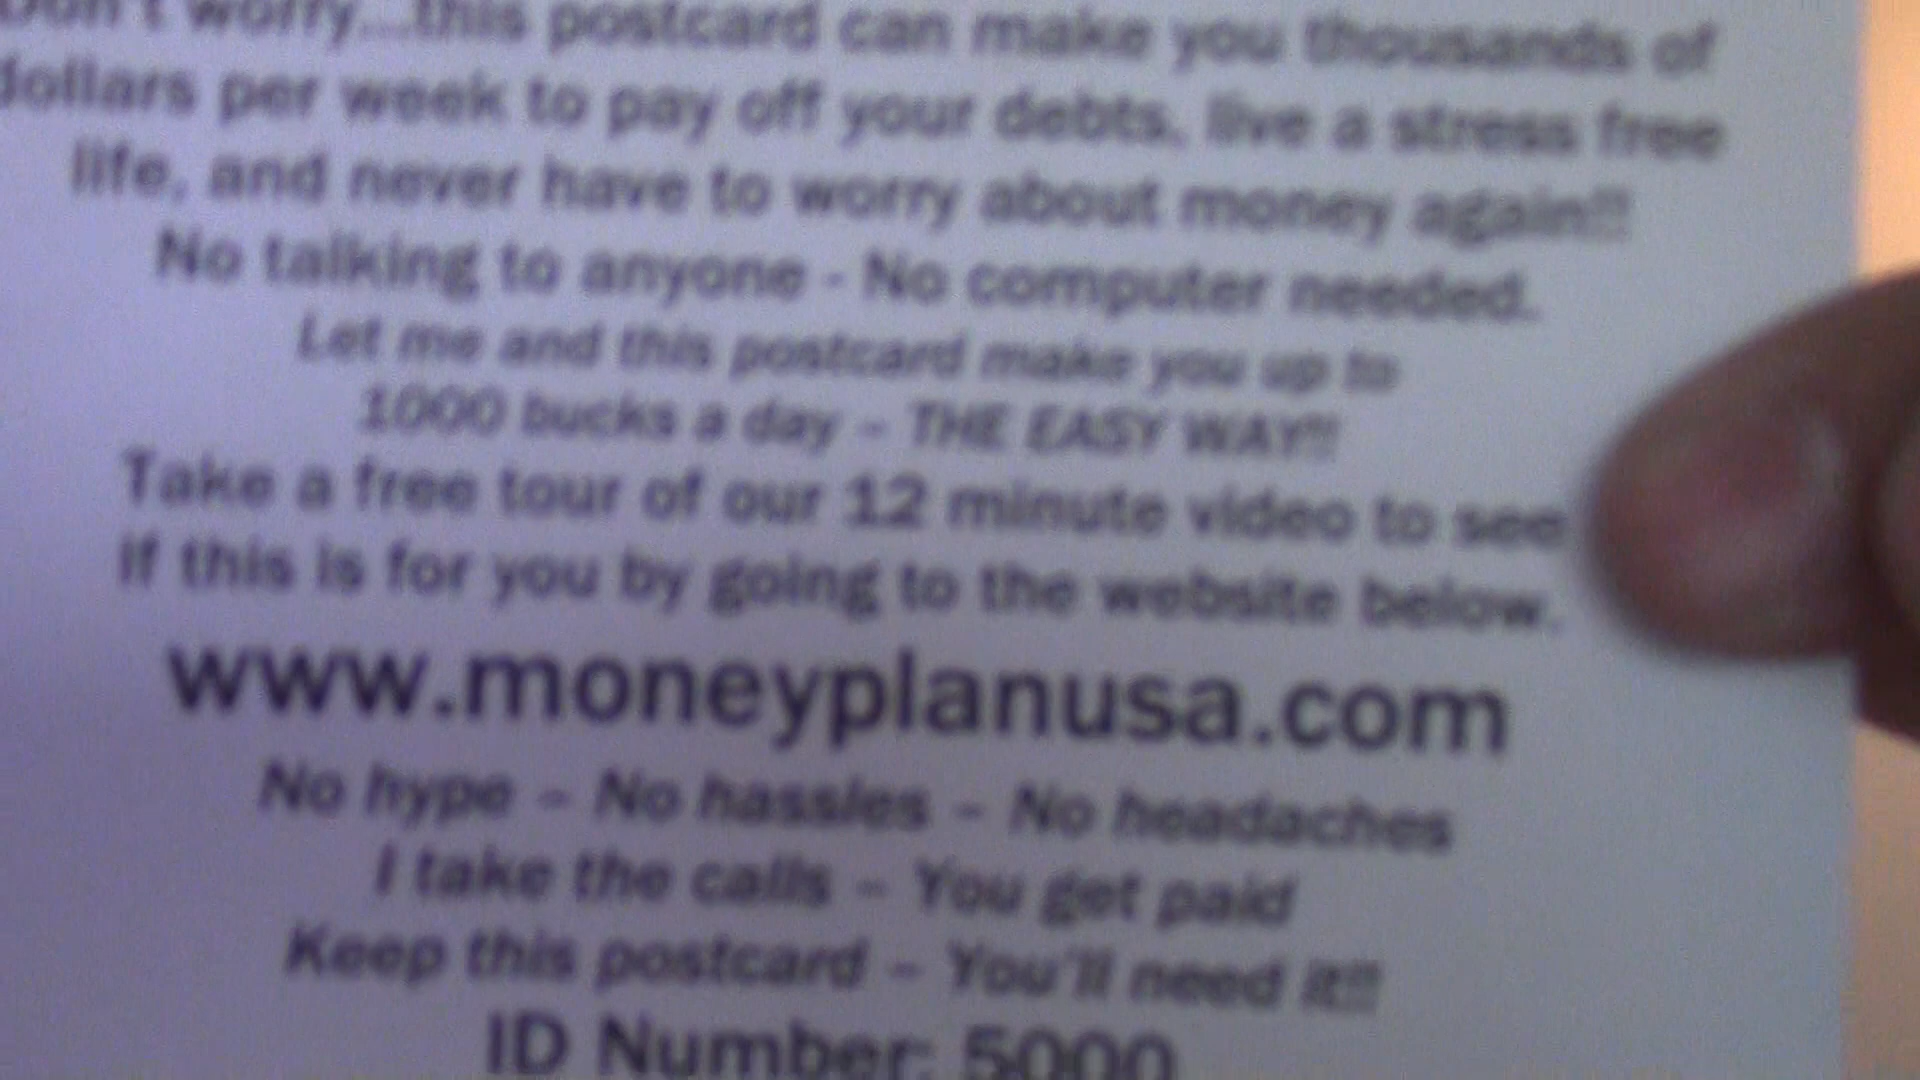 Don't worry...this postcard can make you thousands of
dollars per week to pay off your debts, live a stress free
life, and never have to worry about money again!!
No talking to anyone - No computer needed.
Let me and this postcard make you up to
1000 bucks a day – THE EASY WAY!!
Take a free tour of our 12 minute video to see
if this is for you by going to the website below.
www.moneyplanusa.com
No hype – No hassles – No headaches
I take the calls – You get paid
Keep this postcard – You'll need it!!
ID Number: 5000